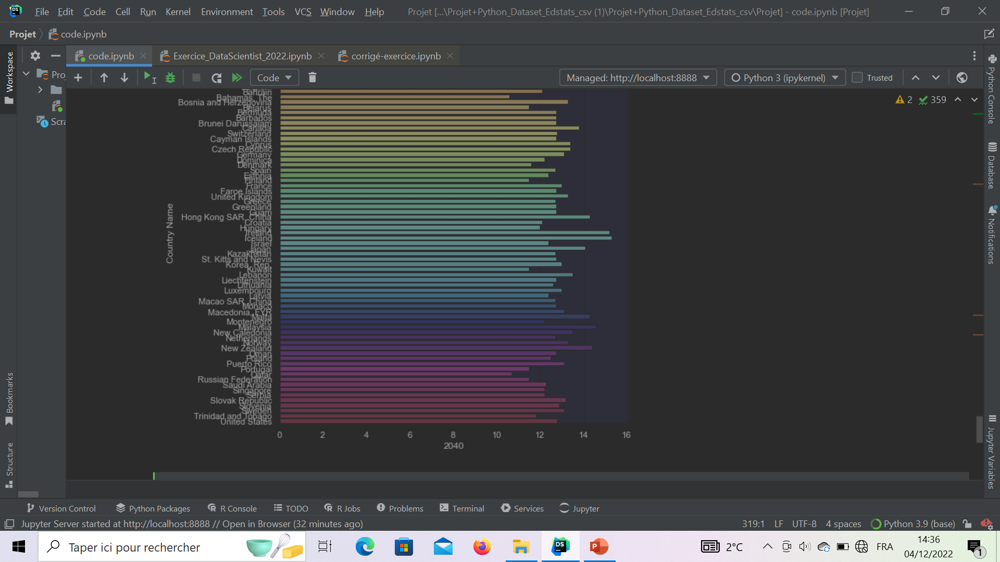 File Edit Code Cell Run Kernel Environment Tools VCS Window Help Projet [...\Projet+Python_Dataset_Edstats_csv (1)\Projet+Python_Dataset_Edstats_csv\Projet] - code.ipynb [Projet]
Projet code.ipynb
code.ipynb Exercice_DataScientist_2022.ipynb corrigé-exercice.ipynb
Code Managed: http://localhost:8888 Python 3 (ipykernel) Trusted
2 359
Workspace
Scra
Bookmarks
Structure
Python Console
Database
Notifications
Jupyter Variables
Country Name
Bahrain
Bahamas, The
Bosnia and Herzegovina
Belarus
Bermuda
Barbados
Brunei Darussalam
Canada
Switzerland
Cayman Islands
Cyprus
Czech Republic
Germany
Dominica
Denmark
Spain
Estonia
Finland
France
Faroe Islands
United Kingdom
Greece
Greenland
Guam
Hong Kong SAR, China
Croatia
Hungary
Ireland
Iceland
Israel
Japan
Kazakhstan
St. Kitts and Nevis
Korea, Rep.
Kuwait
Lebanon
Liechtenstein
Lithuania
Luxembourg
Latvia
Macao SAR, China
Monaco
Macedonia, FYR
Malta
Montenegro
Malaysia
New Caledonia
Netherlands
Norway
New Zealand
Oman
Poland
Puerto Rico
Portugal
Qatar
Russian Federation
Saudi Arabia
Singapore
Serbia
Slovak Republic
Slovenia
Sweden
Trinidad and Tobago
United States
0 2 4 6 8 10 12 14 16
2040
Version Control Python Packages R Console TODO R Jobs Problems Terminal Services Jupyter
Jupyter Server started at http://localhost:8888 // Open in Browser (32 minutes ago) 319:1 LF UTF-8 4 spaces Python 3.9 (base)
Taper ici pour rechercher 2°C FRA 14:36
04/12/2022 1